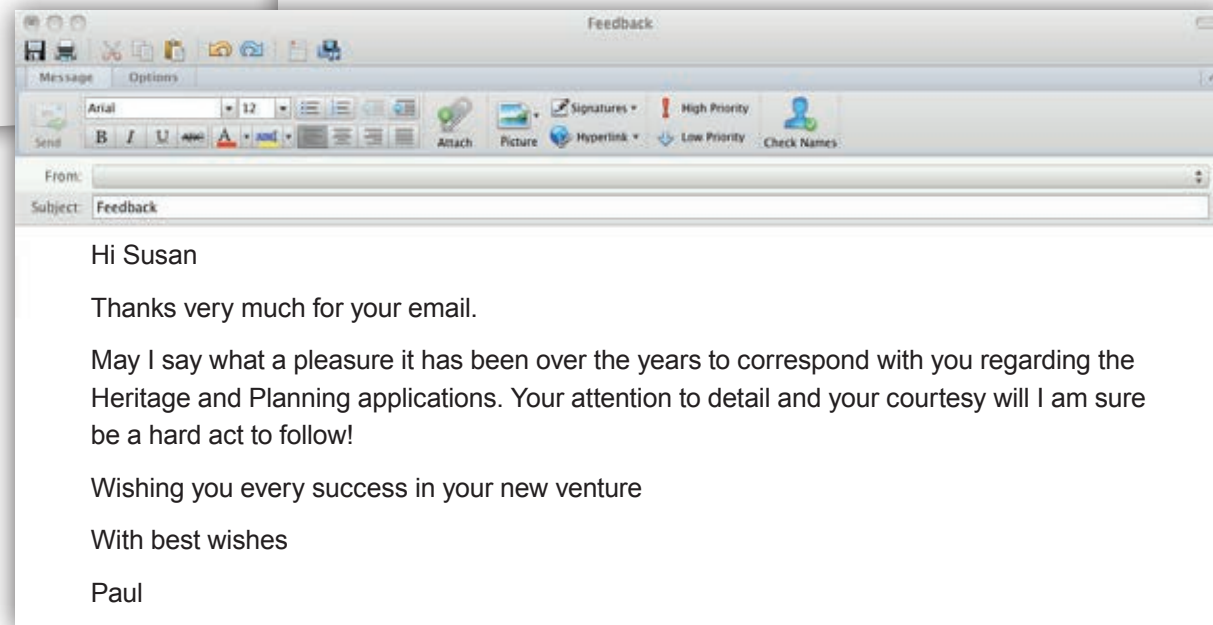 Feedback
Message Options
Arial 12 Signatures High Priority
Send B I U ABC A Attach Picture Hyperlink Low Priority Check Names
From:
Subject: Feedback
Hi Susan
Thanks very much for your email.
May I say what a pleasure it has been over the years to correspond with you regarding the
Heritage and Planning applications. Your attention to detail and your courtesy will I am sure
be a hard act to follow!
Wishing you every success in your new venture
With best wishes
Paul